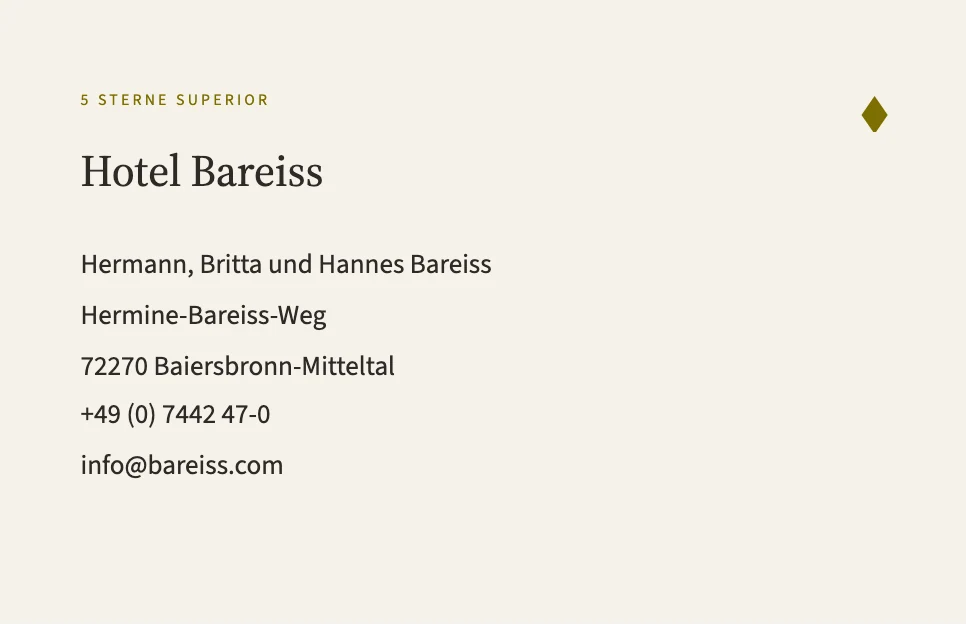 5 STERNE SUPERIOR
Hotel Bareiss
Hermann, Britta und Hannes Bareiss
Hermine-Bareiss-Weg
72270 Baiersbronn-Mitteltal
+49 (0) 7442 47-0
info@bareiss.com